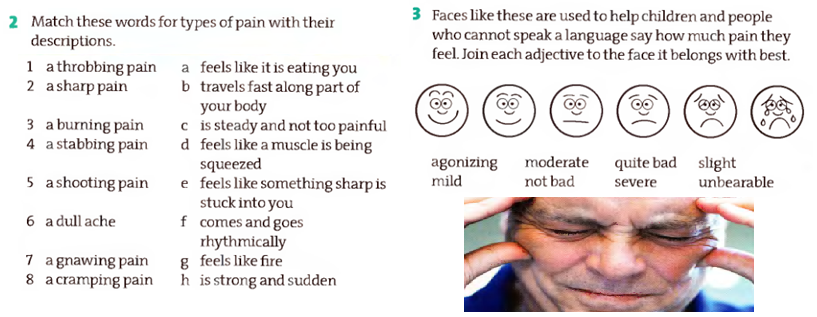 2 Match these words for types of pain with their
descriptions.
1 a throbbing pain a feels like it is eating you
2 a sharp pain b travels fast along part of
your body
3 a burning pain c is steady and not too painful
4 a stabbing pain d feels like a muscle is being
squeezed
5 a shooting pain e feels like something sharp is
stuck into you
6 a dull ache f comes and goes
rhythmically
7 a gnawing pain g feels like fire
8 a cramping pain h is strong and sudden
3 Faces like these are used to help children and people
who cannot speak a language say how much pain they
feel. Join each adjective to the face it belongs with best.
agonizing moderate quite bad slight
mild not bad severe unbearable